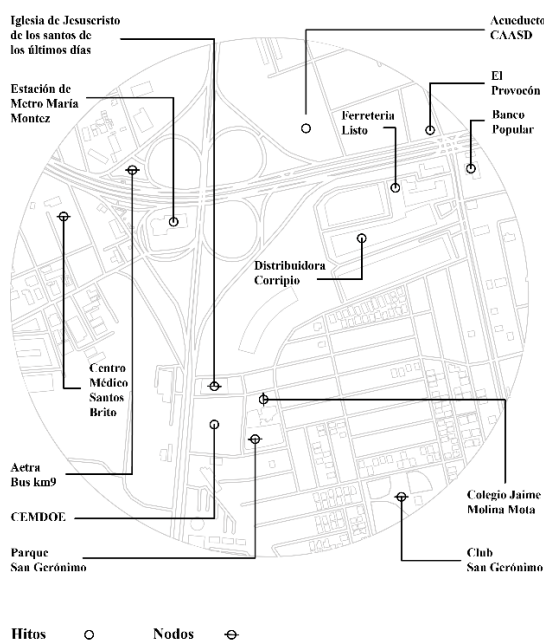 Iglesia de Jesuscristo
de los santos de
los últimos días
Acueducto
CAASD
Estación de
Metro María
Montez
El
Provocón
Ferreteria
Listo
Banco
Popular
Distribuidora
Corripio
Centro
Médico
Santos
Brito
Aetra
Bus km9
Colegio Jaime
Molina Mota
CEMDOE
Parque
San Gerónimo
Club
San Gerónimo
Hitos
Nodos